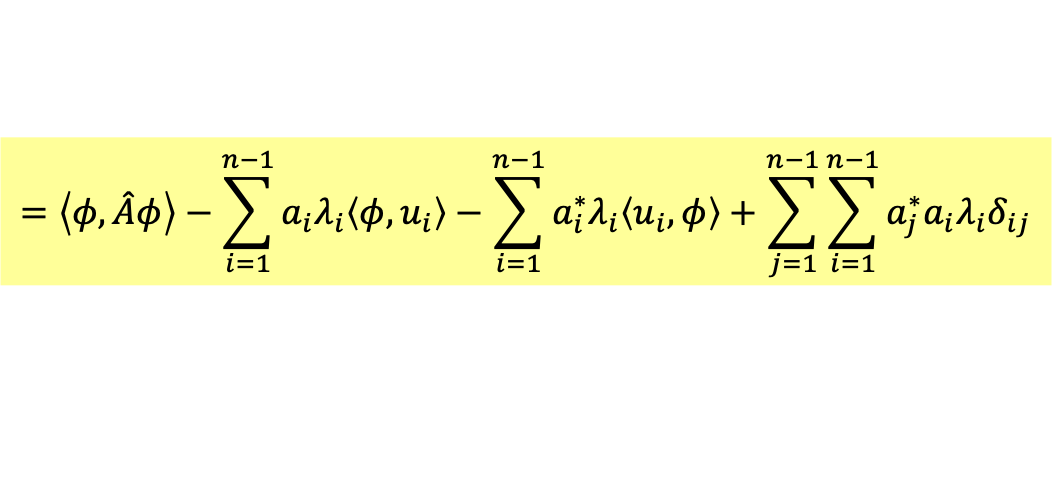 = ⟨ϕ, Âϕ⟩ − ∑_{i=1}^{n−1} a_i λ_i ⟨ϕ, u_i⟩ − ∑_{i=1}^{n−1} a_i^* λ_i ⟨u_i, ϕ⟩ + ∑_{j=1}^{n−1} ∑_{i=1}^{n−1} a_j^* a_i λ_i δ_{ij}